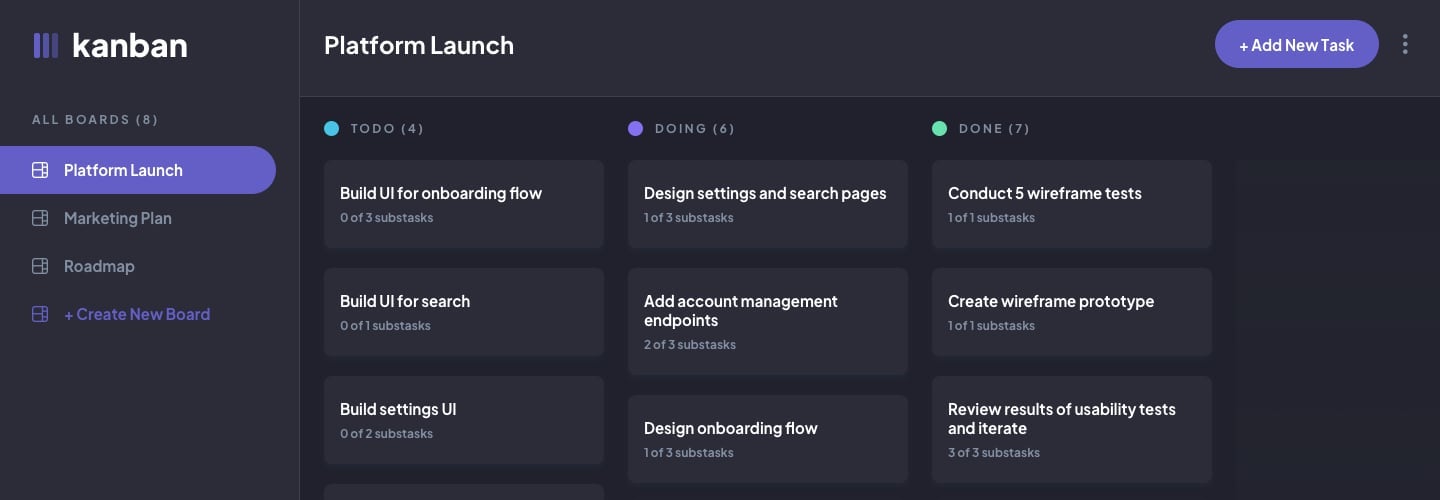 kanban
ALL BOARDS (8)
Platform Launch
Marketing Plan
Roadmap
+ Create New Board
Platform Launch
+ Add New Task
TODO (4)
Build UI for onboarding flow
0 of 3 substasks
Build UI for search
0 of 1 substasks
Build settings UI
0 of 2 substasks
DOING (6)
Design settings and search pages
1 of 3 substasks
Add account management
endpoints
2 of 3 substasks
Design onboarding flow
1 of 3 substasks
DONE (7)
Conduct 5 wireframe tests
1 of 1 substasks
Create wireframe prototype
1 of 1 substasks
Review results of usability tests
and iterate
3 of 3 substasks